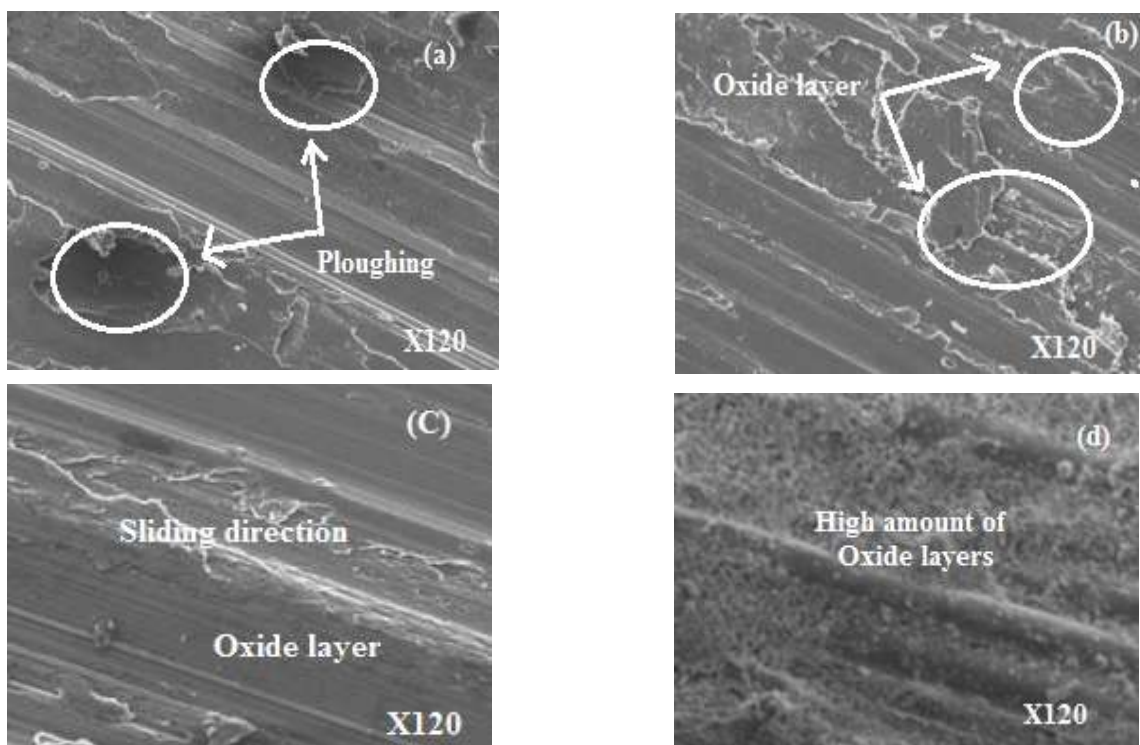 (a)
Ploughing
X120
(b)
Oxide layer
X120
(C)
Sliding direction
Oxide layer
X120
(d)
High amount of
Oxide layers
X120